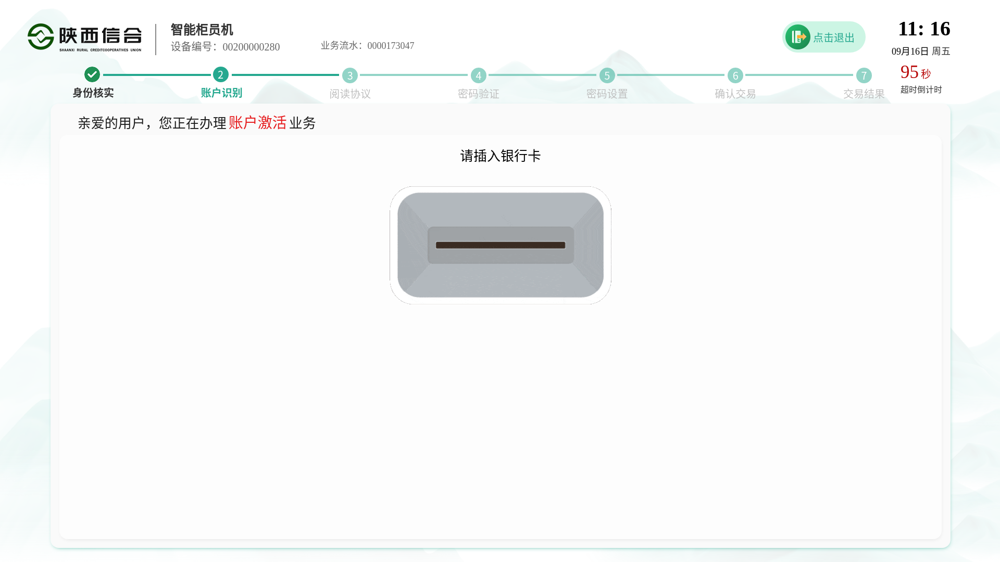 陕西信合
SHAANXI RURAL CREDITCOOPERATIVES UNION
智能柜员机
设备编号：00200000280
业务流水：0000173047
点击退出
11: 16
09月16日 周五
95 秒
超时倒计时
身份核实
2
账户识别
3
阅读协议
4
密码验证
5
密码设置
6
确认交易
7
交易结果
亲爱的用户，您正在办理 账户激活 业务
请插入银行卡